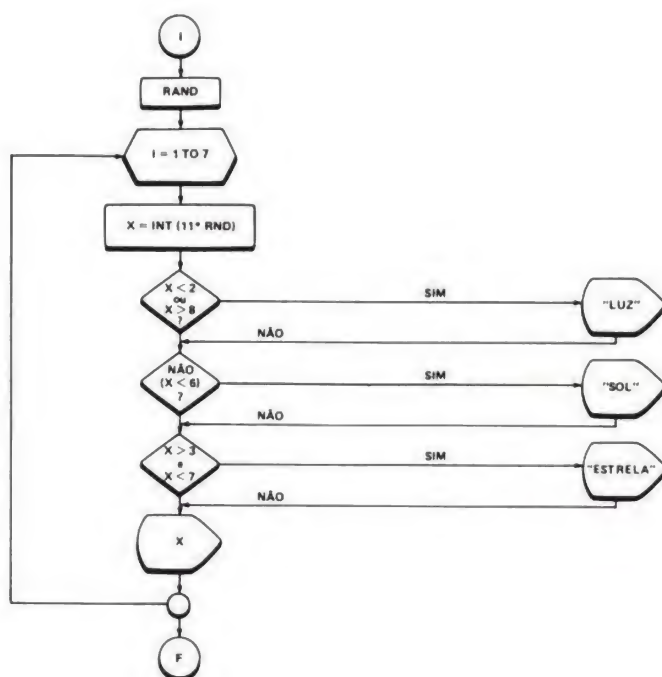 I
RAND
I = 1 TO 7
X = INT (11* RND)
X < 2
ou
X > 8
?
SIM
"LUZ"
NÃO
NÃO
(X < 6)
?
SIM
"SOL"
NÃO
X > 3
e
X < 7
SIM
"ESTRELA"
NÃO
X
F